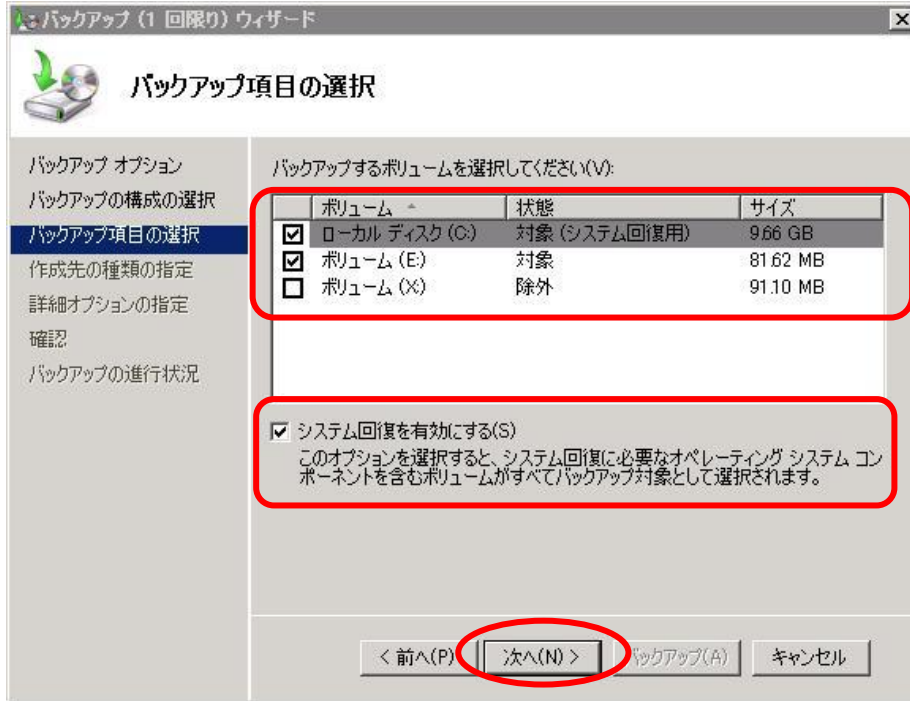 バックアップ (1 回限り) ウィザード
バックアップ項目の選択
バックアップ オプション
バックアップの構成の選択
バックアップ項目の選択
作成先の種類の指定
詳細オプションの指定
確認
バックアップの進行状況
バックアップするボリュームを選択してください(V):
ボリューム 状態 サイズ
ローカル ディスク (C:) 対象 (システム回復用) 9.66 GB
ボリューム (E:) 対象 81.62 MB
ボリューム (X:) 除外 91.10 MB
システム回復を有効にする(S)
このオプションを選択すると、システム回復に必要なオペレーティング システム コン
ポーネントを含むボリュームがすべてバックアップ対象として選択されます。
< 前へ(P) 次へ(N) > バックアップ(A) キャンセル